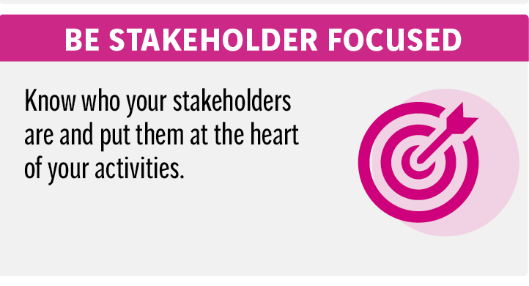 BE STAKEHOLDER FOCUSED
Know who your stakeholders
are and put them at the heart
of your activities.